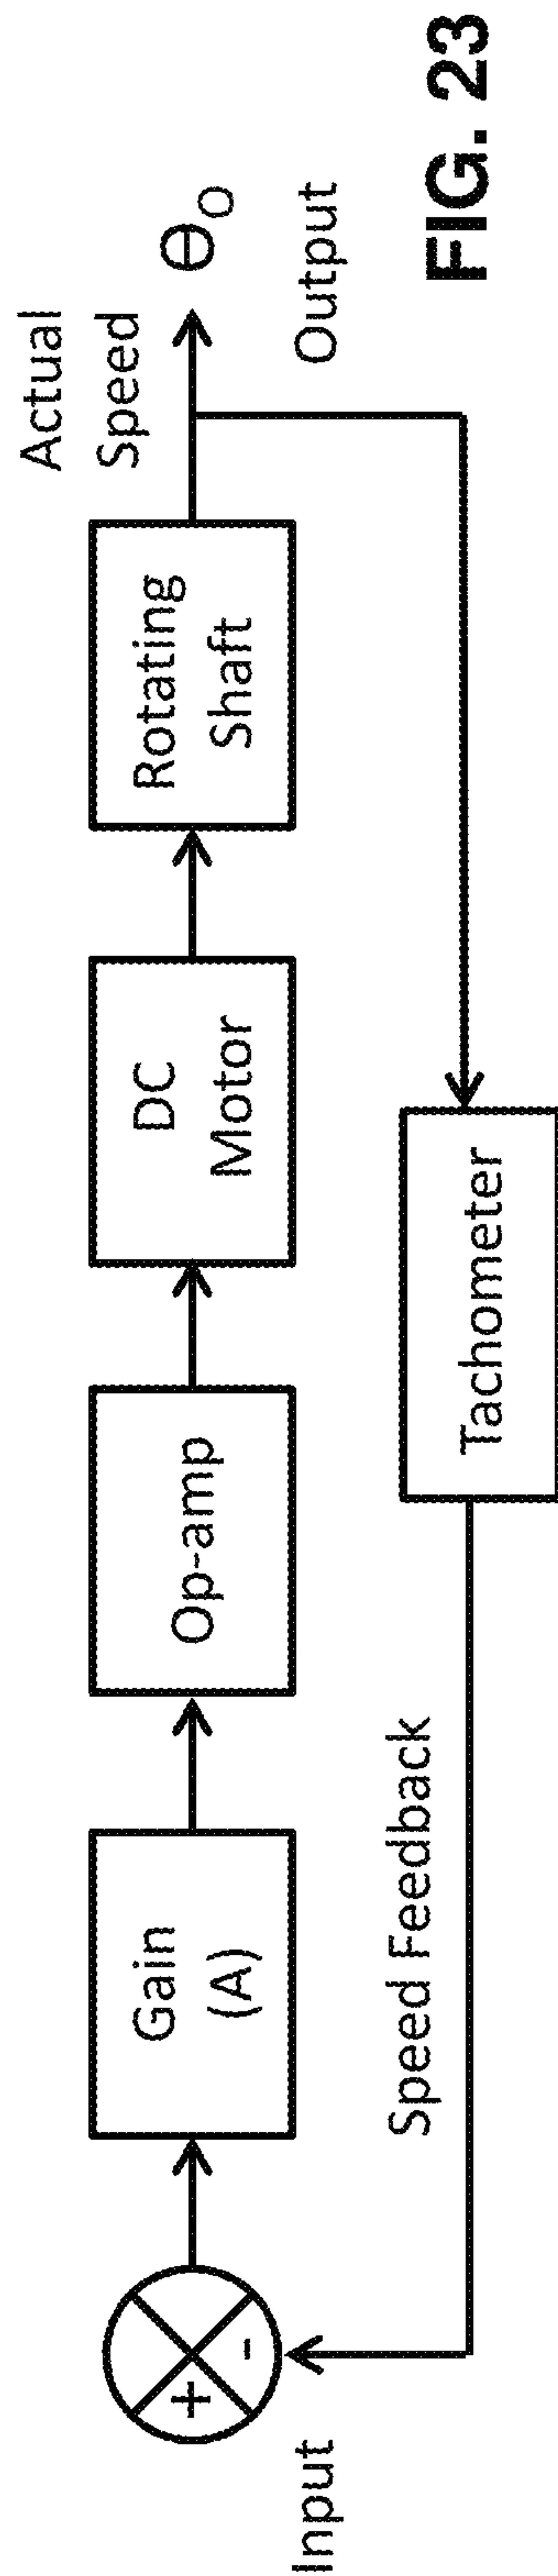 Input
+
-
Gain
(A)
Op-amp
DC
Motor
Rotating
Shaft
Actual
Speed
ΘO
Output
Speed Feedback
Tachometer
FIG. 23